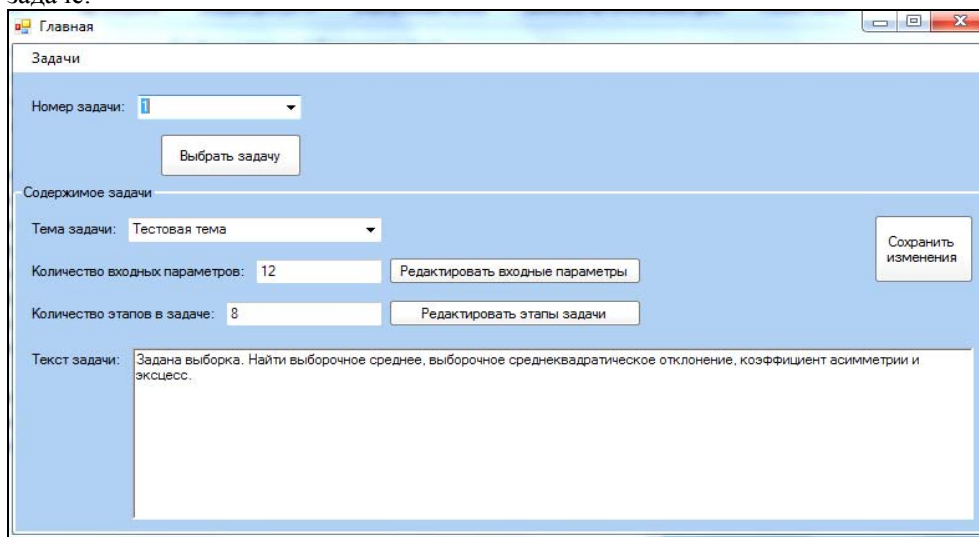 задаче.
Главная
Задачи
Номер задачи: 1
Выбрать задачу
Содержимое задачи
Тема задачи: Тестовая тема
Сохранить
изменения
Количество входных параметров: 12 Редактировать входные параметры
Количество этапов в задаче: 8 Редактировать этапы задачи
Текст задачи: Задана выборка. Найти выборочное среднее, выборочное среднеквадратическое отклонение, коэффициент асимметрии и
эксцесс.